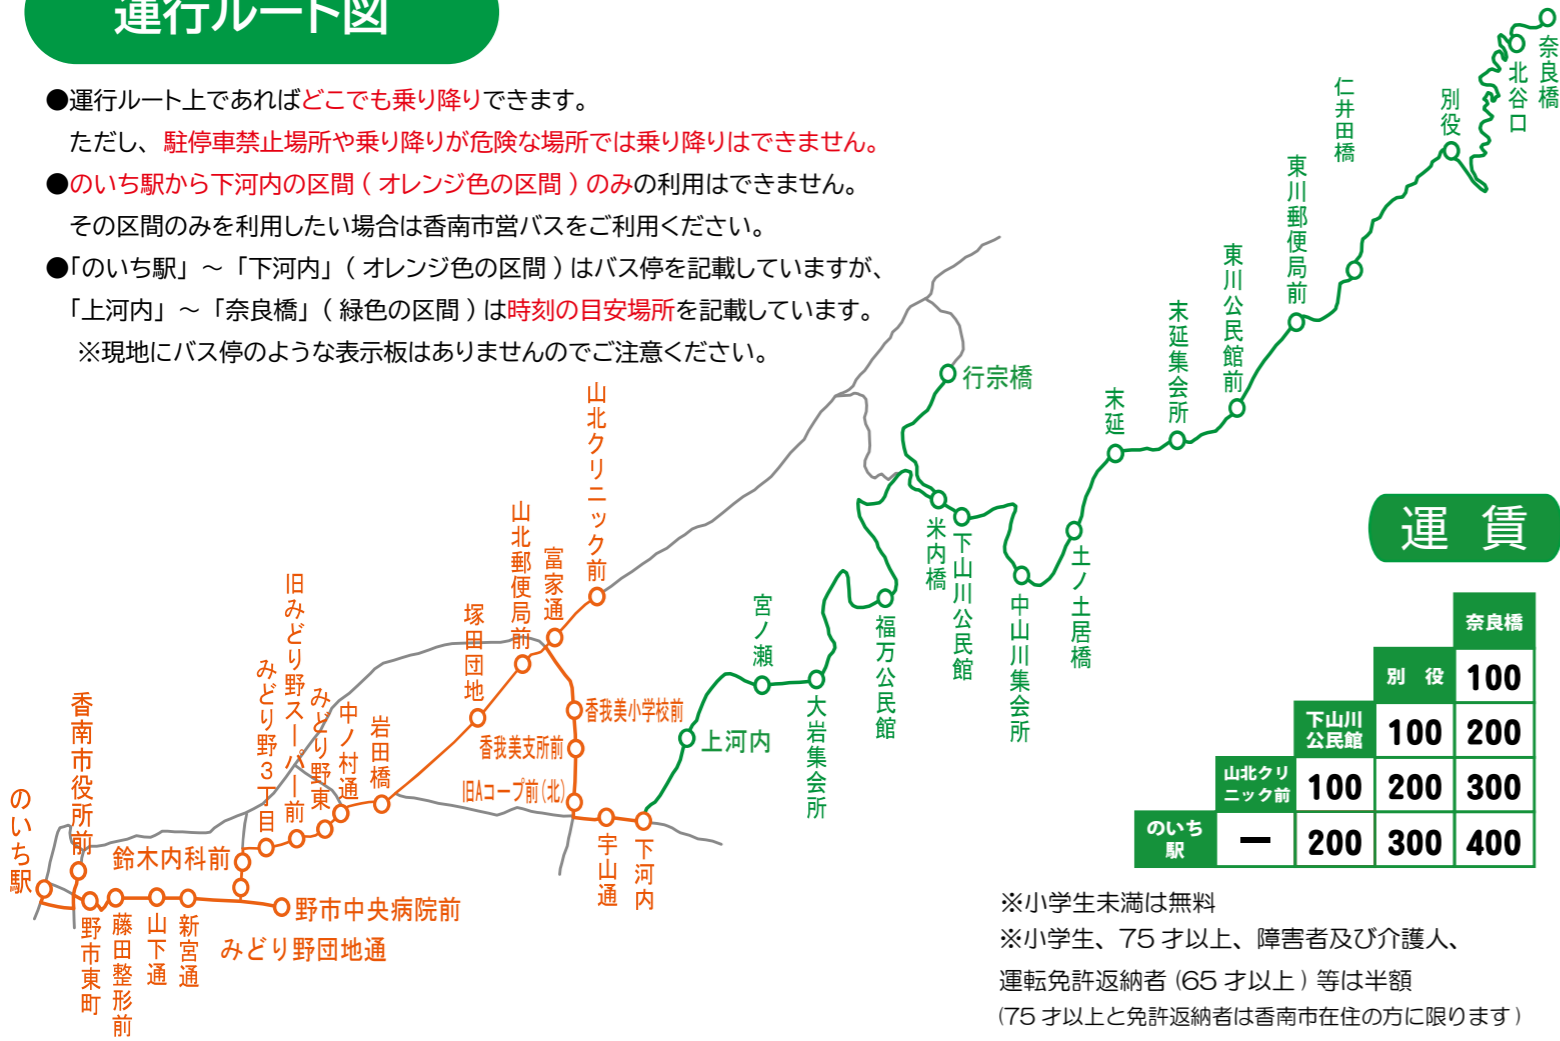 運行ルート図
●運行ルート上であればどこでも乗り降りできます。
ただし、駐停車禁止場所や乗り降りが危険な場所では乗り降りはできません。
●のいち駅から下河内の区間(オレンジ色の区間)のみの利用はできません。
その区間のみを利用したい場合は香南市営バスをご利用ください。
●「のいち駅」～「下河内」(オレンジ色の区間)はバス停を記載していますが、
「上河内」～「奈良橋」(緑色の区間)は時刻の目安場所を記載しています。
※現地にバス停のような表示板はありませんのでご注意ください。
のいち駅
香南市役所前
野市東町
藤田整形前
山下通
新宮通
野市中央病院前
みどり野団地通
鈴木内科前
みどり野3丁目
旧みどり野スーパー前
みどり野東
中ノ村通
岩田橋
塚田団地
山北郵便局前
富家通
山北クリニック前
香我美小学校前
香我美支所前
旧Aコープ前(北)
宇山通
下河内
上河内
宮ノ瀬
大岩集会所
福万公民館
行宗橋
米内橋
下山川公民館
中山川集会所
土ノ土居橋
末延
末延集会所
東川公民館前
東川郵便局前
仁井田橋
別役
北谷口
奈良橋
運賃
奈良橋
別役 100
下山川
公民館 100 200
山北クリ
ニック前 100 200 300
のいち
駅 ー 200 300 400
※小学生未満は無料
※小学生、75才以上、障害者及び介護人、
運転免許返納者(65才以上)等は半額
(75才以上と免許返納者は香南市在住の方に限ります)